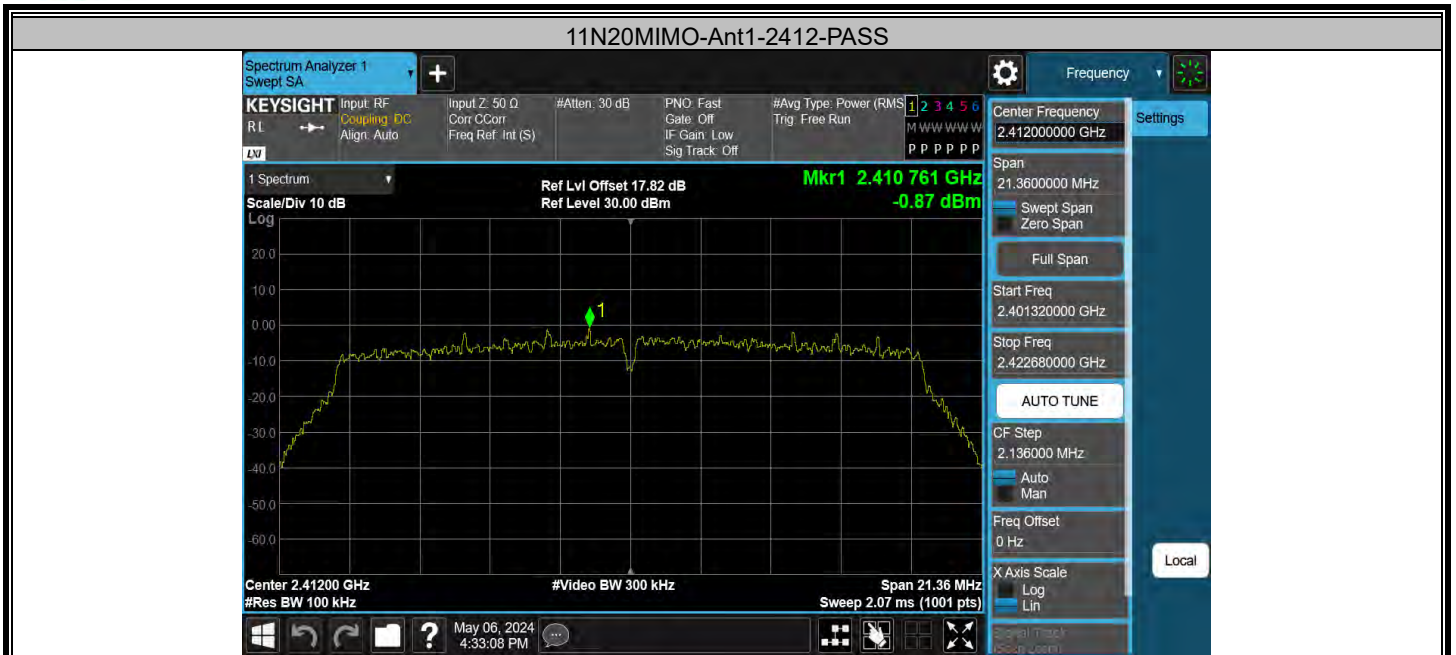 11N20MIMO-Ant1-2412-PASS
Spectrum Analyzer 1
Swept SA
Frequency
KEYSIGHT
RL
LXI
Input: RF
Coupling: DC
Align: Auto
Input Z: 50 Ω
Corr CCorr
Freq Ref: Int (S)
#Atten: 30 dB
PNO: Fast
Gate: Off
IF Gain: Low
Sig Track: Off
#Avg Type: Power (RMS
Trig: Free Run
1 2 3 4 5 6
M W W W W W
P P P P P P
1 Spectrum
Scale/Div 10 dB
Log
Ref Lvl Offset 17.82 dB
Ref Level 30.00 dBm
Mkr1 2.410 761 GHz
-0.87 dBm
20.0
10.0
0.00
-10.0
-20.0
-30.0
-40.0
-50.0
-60.0
1
Center 2.41200 GHz
#Res BW 100 kHz
#Video BW 300 kHz
Span 21.36 MHz
Sweep 2.07 ms (1001 pts)
May 06, 2024
4:33:08 PM
Center Frequency
2.412000000 GHz
Span
21.3600000 MHz
Swept Span
Zero Span
Full Span
Start Freq
2.401320000 GHz
Stop Freq
2.422680000 GHz
AUTO TUNE
CF Step
2.136000 MHz
Auto
Man
Freq Offset
0 Hz
X Axis Scale
Log
Lin
Settings
Local